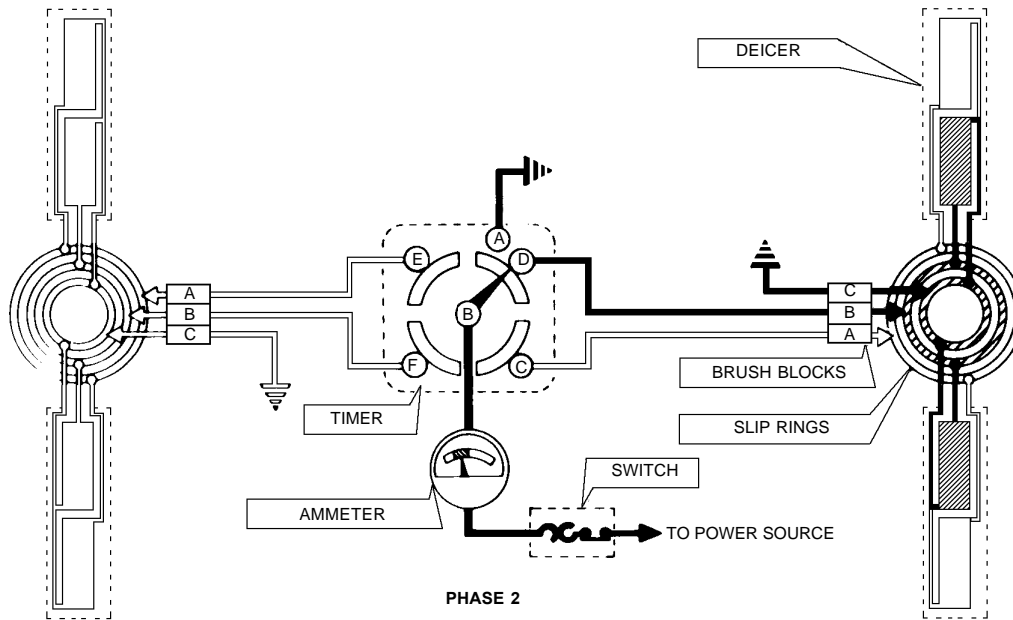 DEICER
A
E
D
A
B
C
B
C
B
A
F
C
BRUSH BLOCKS
TIMER
SLIP RINGS
SWITCH
AMMETER
TO POWER SOURCE
PHASE 2